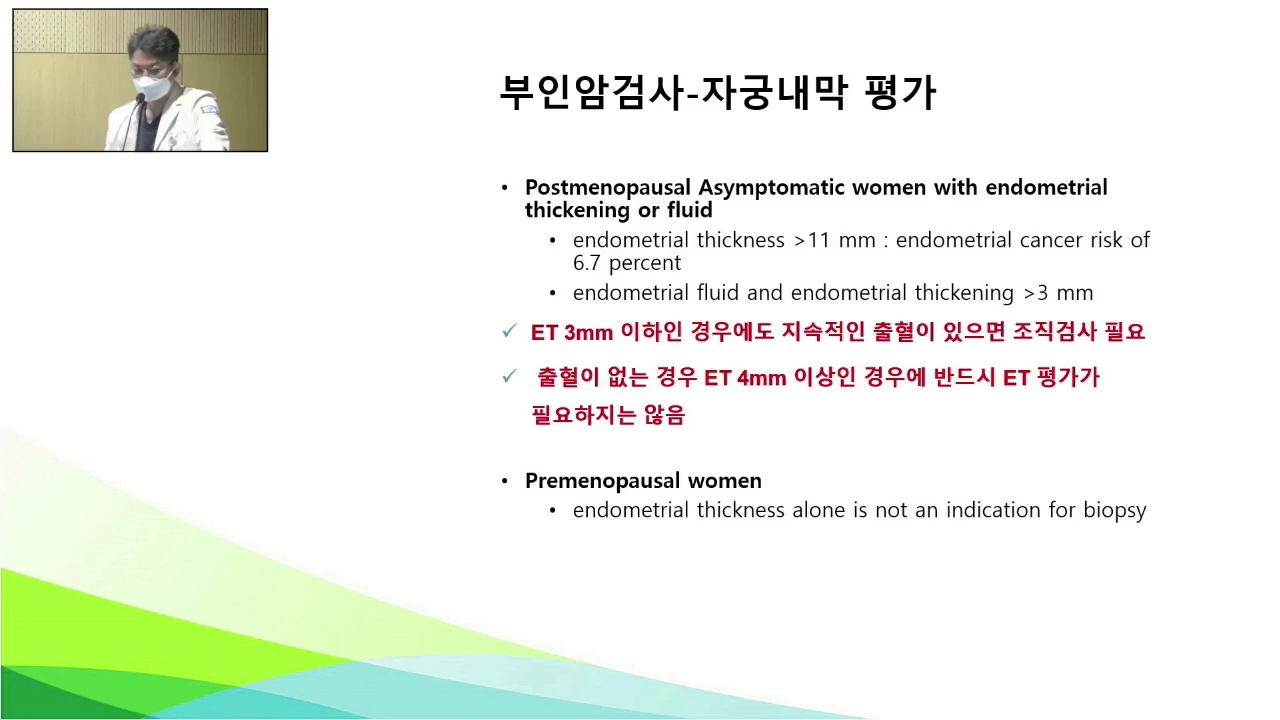 부인암검사-자궁내막 평가
• Postmenopausal Asymptomatic women with endometrial
thickening or fluid
• endometrial thickness >11 mm : endometrial cancer risk of
6.7 percent
• endometrial fluid and endometrial thickening >3 mm
✓ ET 3mm 이하인 경우에도 지속적인 출혈이 있으면 조직검사 필요
✓ 출혈이 없는 경우 ET 4mm 이상인 경우에 반드시 ET 평가가
필요하지는 않음
• Premenopausal women
• endometrial thickness alone is not an indication for biopsy